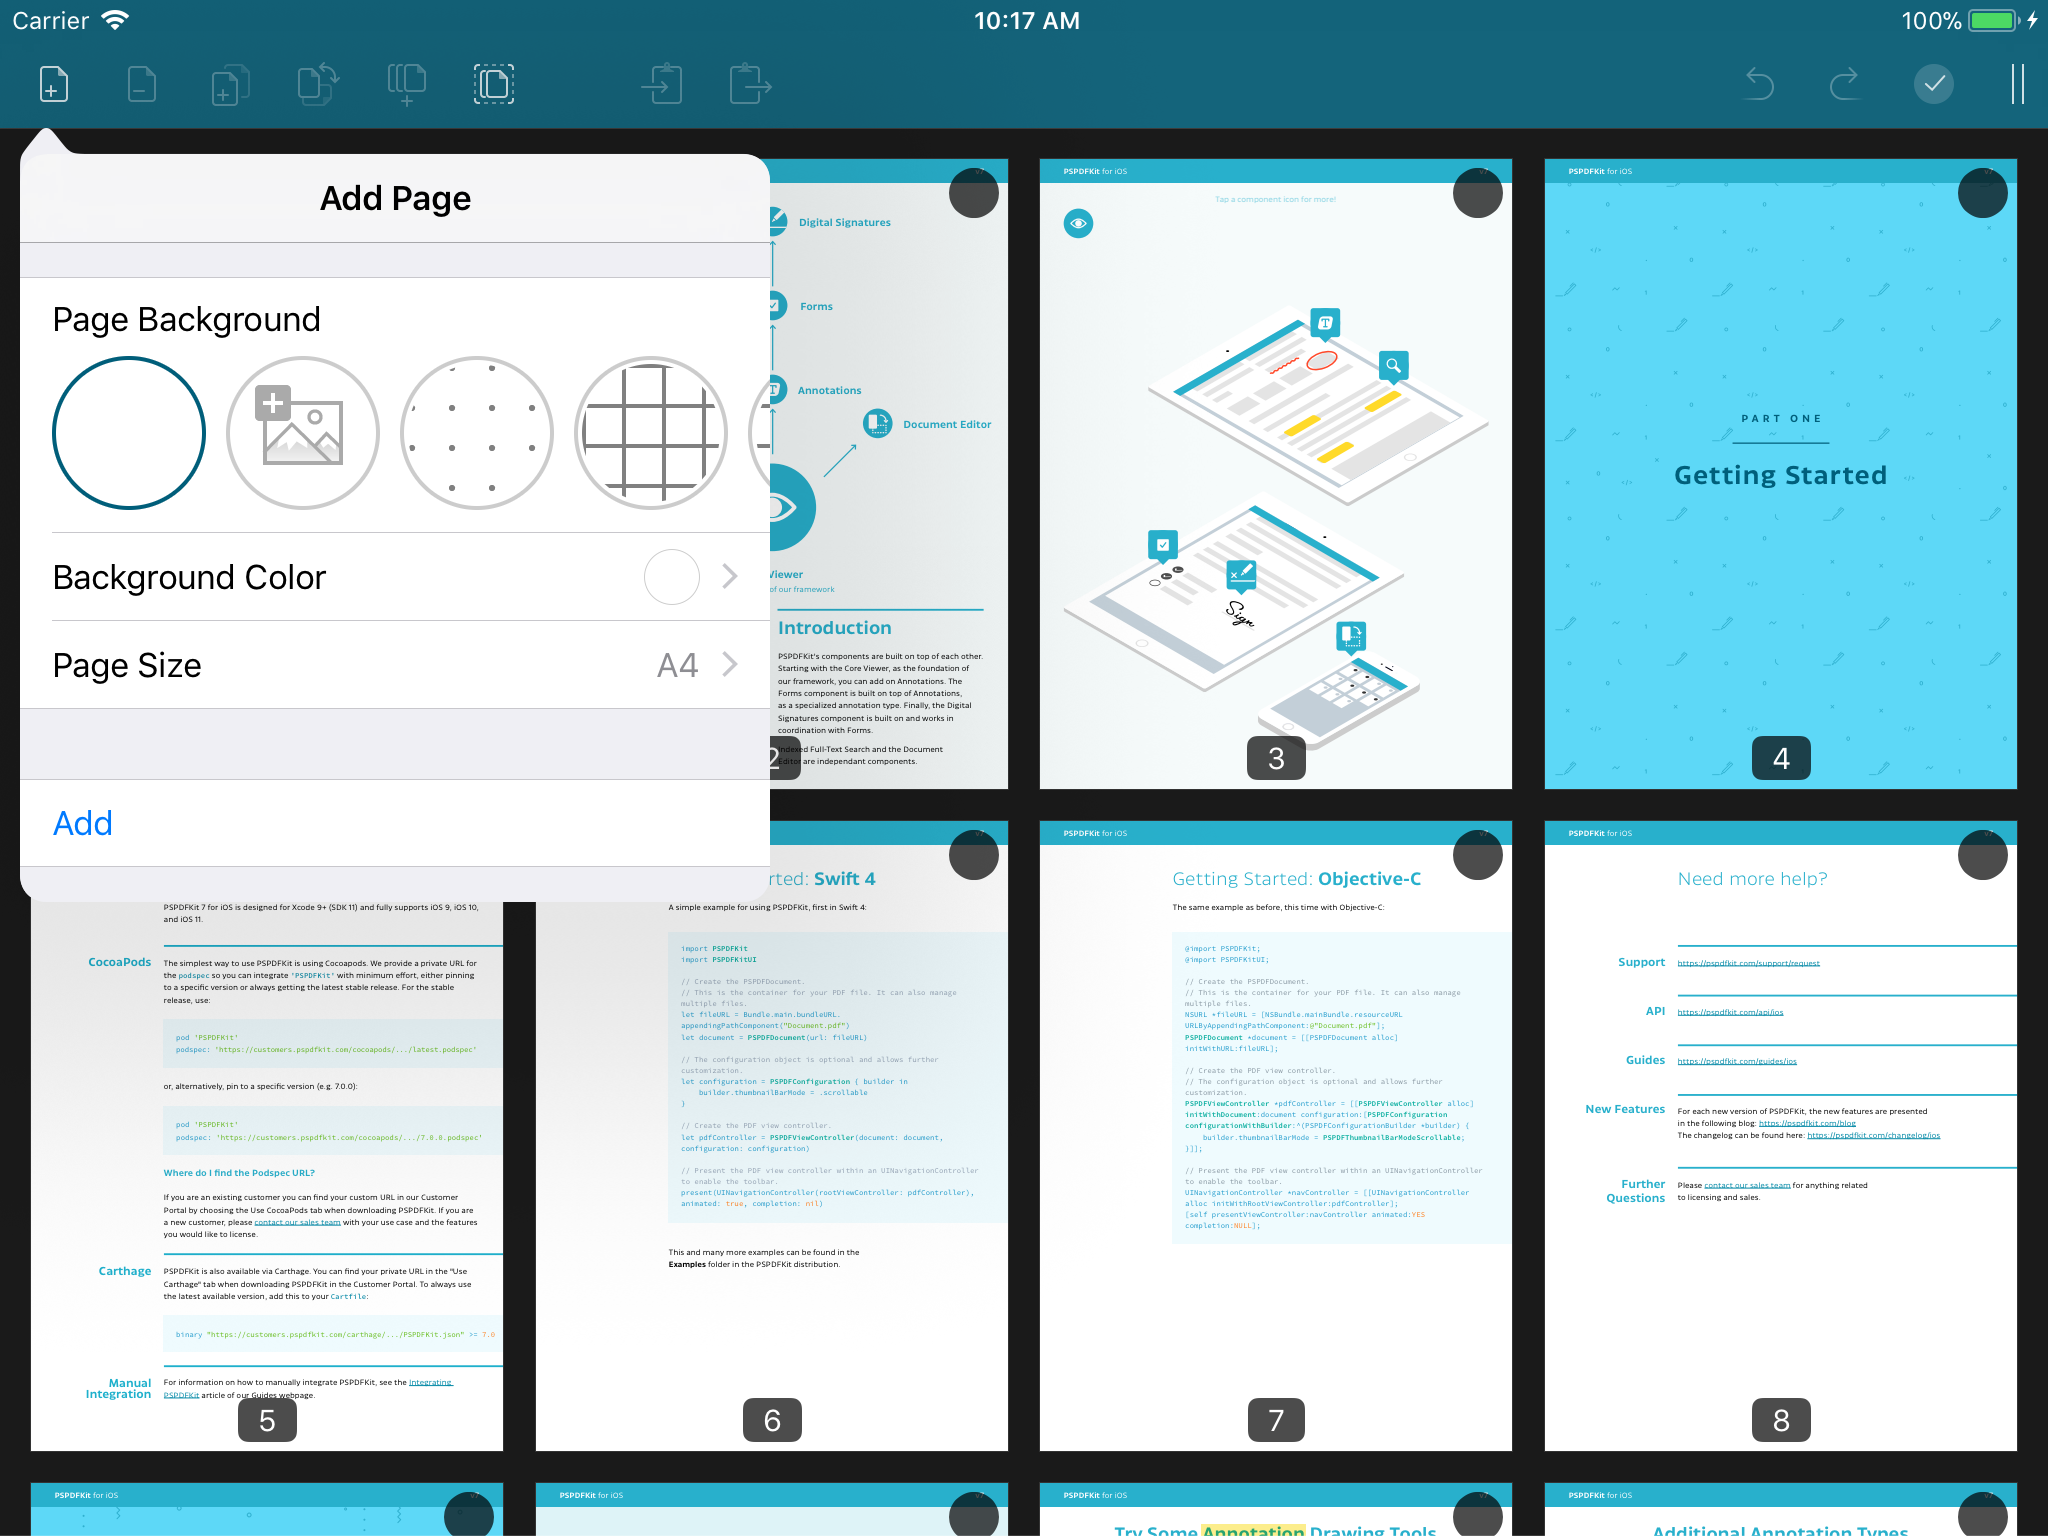 Carrier
10:17 AM
100%
Add Page
Page Background
Background Color
Page Size
A4
Add
Digital Signatures
Forms
Annotations
Document Editor
Viewer
of our framework
Introduction
PSPDFKit's components are built on top of each other.
Starting with the Core Viewer, as the foundation of
our framework, you can add on Annotations. The
Forms component is built on top of Annotations,
as a specialized annotation type. Finally, the Digital
Signatures component is built on and works in
coordination with Forms.
Indexed Full-Text Search and the Document
Editor are independant components.
2
PSPDFKit for iOS
Tap a component icon for more!
Sign
3
PSPDFKit for iOS
PART ONE
Getting Started
4
PSPDFKit 7 for iOS is designed for Xcode 9+ (SDK 11) and fully supports iOS 9, iOS 10,
and iOS 11.
CocoaPods
The simplest way to use PSPDFKit is using Cocoapods. We provide a private URL for
the podspec so you can integrate 'PSPDFKit' with minimum effort, either pinning
to a specific version or always getting the latest stable release. For the stable
release, use:
pod 'PSPDFKit'
podspec: 'https://customers.pspdfkit.com/cocoapods/.../latest.podspec'
or, alternatively, pin to a specific version (e.g. 7.0.0):
pod 'PSPDFKit'
podspec: 'https://customers.pspdfkit.com/cocoapods/.../7.0.0.podspec'
Where do I find the Podspec URL?
If you are an existing customer you can find your custom URL in our Customer
Portal by choosing the Use CocoaPods tab when downloading PSPDFKit. If you are
a new customer, please contact our sales team with your use case and the features
you would like to license.
Carthage
PSPDFKit is also available via Carthage. You can find your private URL in the "Use
Carthage" tab when downloading PSPDFKit in the Customer Portal. To always use
the latest available version, add this to your Cartfile:
binary "https://customers.pspdfkit.com/carthage/.../PSPDFKit.json" >= 7.0
Manual
Integration
For information on how to manually integrate PSPDFKit, see the Integrating
PSPDFKit article of our Guides webpage.
5
rted: Swift 4
A simple example for using PSPDFKit, first in Swift 4:
import PSPDFKit
import PSPDFKitUI
// Create the PSPDFDocument.
// This is the container for your PDF file. It can also manage
multiple files.
let fileURL = Bundle.main.bundleURL.
appendingPathComponent("Document.pdf")
let document = PSPDFDocument(url: fileURL)
// The configuration object is optional and allows further
customization.
let configuration = PSPDFConfiguration { builder in
builder.thumbnailBarMode = .scrollable
}
// Create the PDF view controller.
let pdfController = PSPDFViewController(document: document,
configuration: configuration)
// Present the PDF view controller within an UINavigationController
to enable the toolbar.
present(UINavigationController(rootViewController: pdfController),
animated: true, completion: nil)
This and many more examples can be found in the
Examples folder in the PSPDFKit distribution.
6
PSPDFKit for iOS
Getting Started: Objective-C
The same example as before, this time with Objective-C:
@import PSPDFKit;
@import PSPDFKitUI;
// Create the PSPDFDocument.
// This is the container for your PDF file. It can also manage
multiple files.
NSURL *fileURL = [NSBundle.mainBundle.resourceURL
URLByAppendingPathComponent:@"Document.pdf"];
PSPDFDocument *document = [[PSPDFDocument alloc]
initWithURL:fileURL];
// Create the PDF view controller.
// The configuration object is optional and allows further
customization.
PSPDFViewController *pdfController = [[PSPDFViewController alloc]
initWithDocument:document configuration:[PSPDFConfiguration
configurationWithBuilder:^(PSPDFConfigurationBuilder *builder) {
builder.thumbnailBarMode = PSPDFThumbnailBarModeScrollable;
}]];
// Present the PDF view controller within an UINavigationController
to enable the toolbar.
UINavigationController *navController = [[UINavigationController
alloc initWithRootViewController:pdfController];
[self presentViewController:navController animated:YES
completion:NULL];
7
PSPDFKit for iOS
Need more help?
Support
https://pspdfkit.com/support/request
API
https://pspdfkit.com/api/ios
Guides
https://pspdfkit.com/guides/ios
New Features
For each new version of PSPDFKit, the new features are presented
in the following blog: https://pspdfkit.com/blog
The changelog can be found here: https://pspdfkit.com/changelog/ios
Further
Questions
Please contact our sales team for anything related
to licensing and sales.
8
PSPDFKit for iOS
PSPDFKit for iOS
PSPDFKit for iOS
Try Some Annotation Drawing Tools
PSPDFKit for iOS
Additional Annotation Types